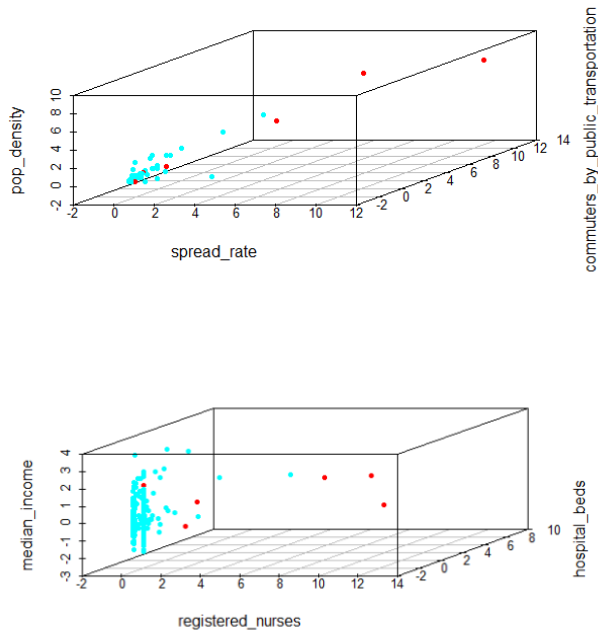 pop_density
10
8
6
4
2
0
-2
-2 0 2 4 6 8 10 12
spread_rate
-2 0 2 4 6 8 10 12 14
commuters_by_public_transportation
median_income
4
3
2
1
0
-1
-2
-3
-2 0 2 4 6 8 10 12 14
registered_nurses
-2 0 2 4 6 8 10
hospital_beds